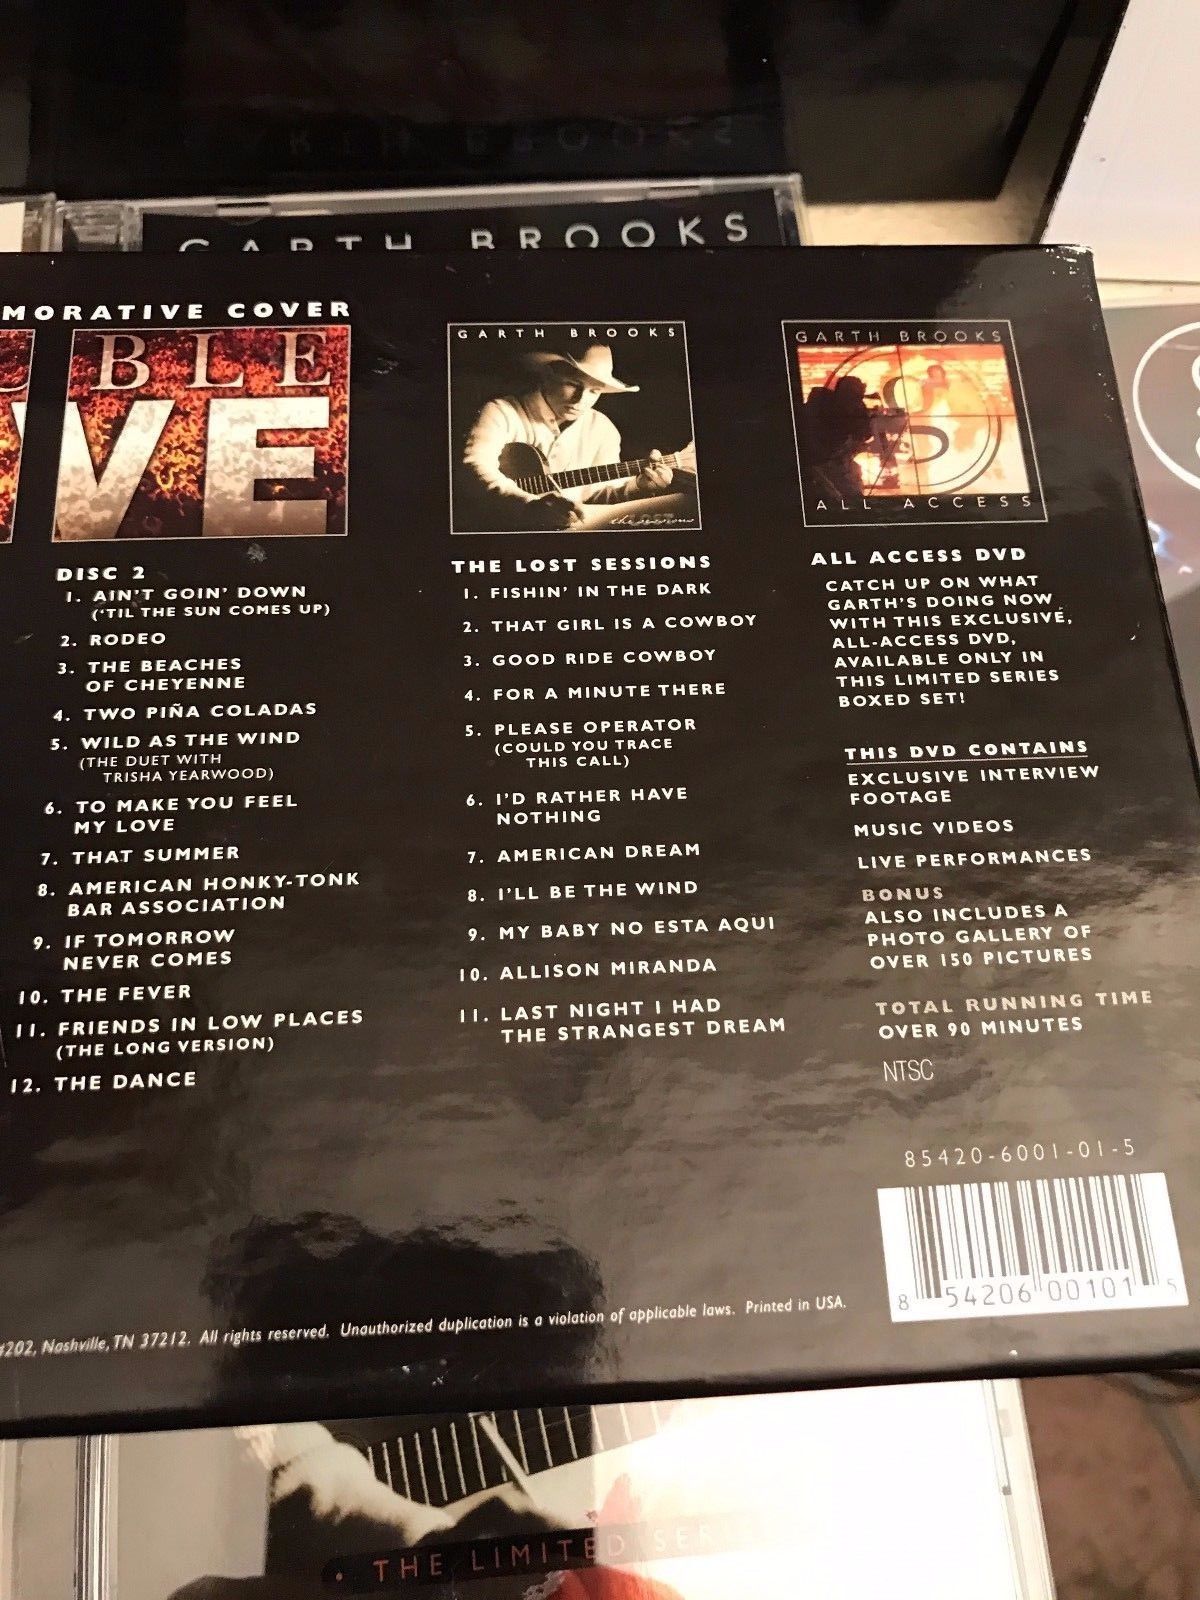 GARTH BROOKS
MORATIVE COVER
BLE
VE
DISC 2
1. AIN'T GOIN' DOWN
('TIL THE SUN COMES UP)
2. RODEO
3. THE BEACHES
OF CHEYENNE
4. TWO PIÑA COLADAS
5. WILD AS THE WIND
(THE DUET WITH
TRISHA YEARWOOD)
6. TO MAKE YOU FEEL
MY LOVE
7. THAT SUMMER
8. AMERICAN HONKY-TONK
BAR ASSOCIATION
9. IF TOMORROW
NEVER COMES
10. THE FEVER
11. FRIENDS IN LOW PLACES
(THE LONG VERSION)
12. THE DANCE
GARTH BROOKS
THE LOST SESSIONS
1. FISHIN' IN THE DARK
2. THAT GIRL IS A COWBOY
3. GOOD RIDE COWBOY
4. FOR A MINUTE THERE
5. PLEASE OPERATOR
(COULD YOU TRACE
THIS CALL)
6. I'D RATHER HAVE
NOTHING
7. AMERICAN DREAM
8. I'LL BE THE WIND
9. MY BABY NO ESTA AQUI
10. ALLISON MIRANDA
11. LAST NIGHT I HAD
THE STRANGEST DREAM
GARTH BROOKS
ALL ACCESS
ALL ACCESS DVD
CATCH UP ON WHAT
GARTH'S DOING NOW
WITH THIS EXCLUSIVE,
ALL-ACCESS DVD,
AVAILABLE ONLY IN
THIS LIMITED SERIES
BOXED SET!
THIS DVD CONTAINS
EXCLUSIVE INTERVIEW
FOOTAGE
MUSIC VIDEOS
LIVE PERFORMANCES
BONUS
ALSO INCLUDES A
PHOTO GALLERY OF
OVER 150 PICTURES
TOTAL RUNNING TIME
OVER 90 MINUTES
NTSC
85420-6001-01-5
8 54206 00101 5
#202, Nashville, TN 37212. All rights reserved. Unauthorized duplication is a violation of applicable laws. Printed in USA.
• THE LIMITED SER